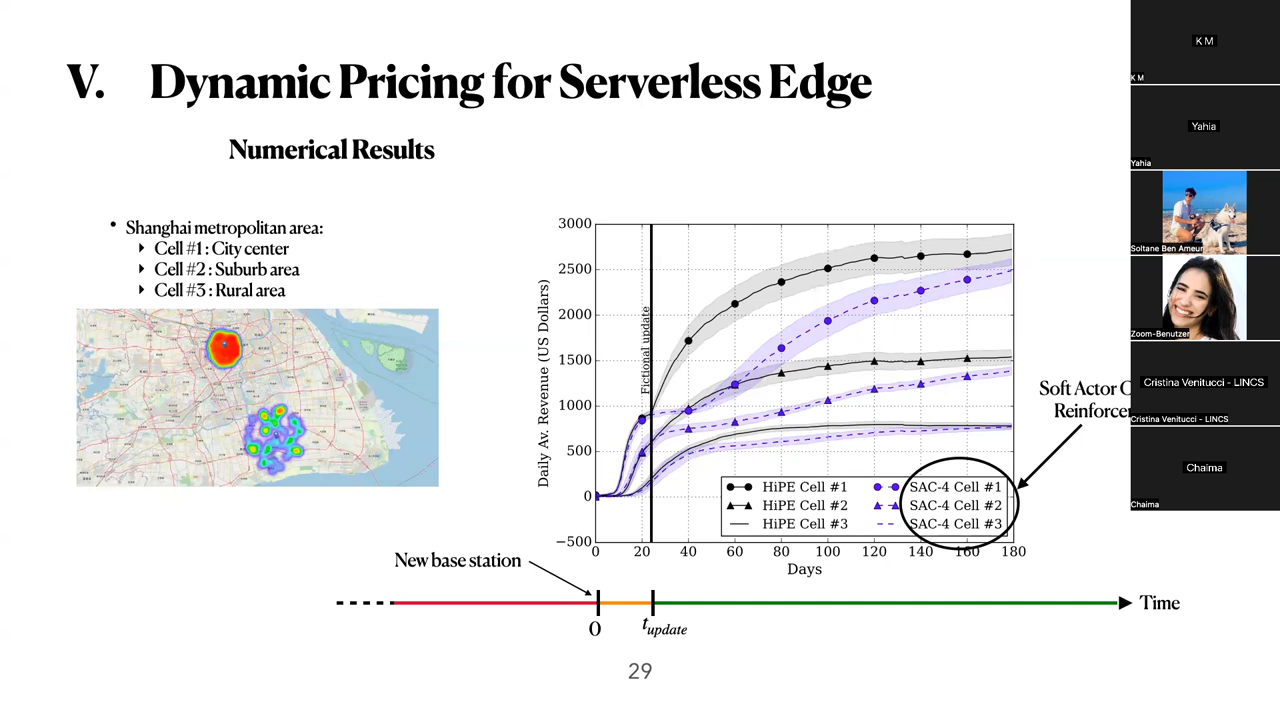 V. Dynamic Pricing for Serverless Edge
Numerical Results
• Shanghai metropolitan area:
Cell #1 : City center
Cell #2 : Suburb area
Cell #3 : Rural area
3000
2500
2000
1500
1000
500
0
−500
Daily Av. Revenue (US Dollars)
Fictional update
HiPE Cell #1
HiPE Cell #2
HiPE Cell #3
SAC-4 Cell #1
SAC-4 Cell #2
SAC-4 Cell #3
0 20 40 60 80 100 120 140 160 180
Days
Soft Actor C
Reinforcer
New base station
0
t_update
Time
29
K M
K M
Yahia
Yahia
Soltane Ben Ameur
Zoom-Benutzer
Cristina Venitucci - LINCS
Cristina Venitucci - LINCS
Chaima
Chaima